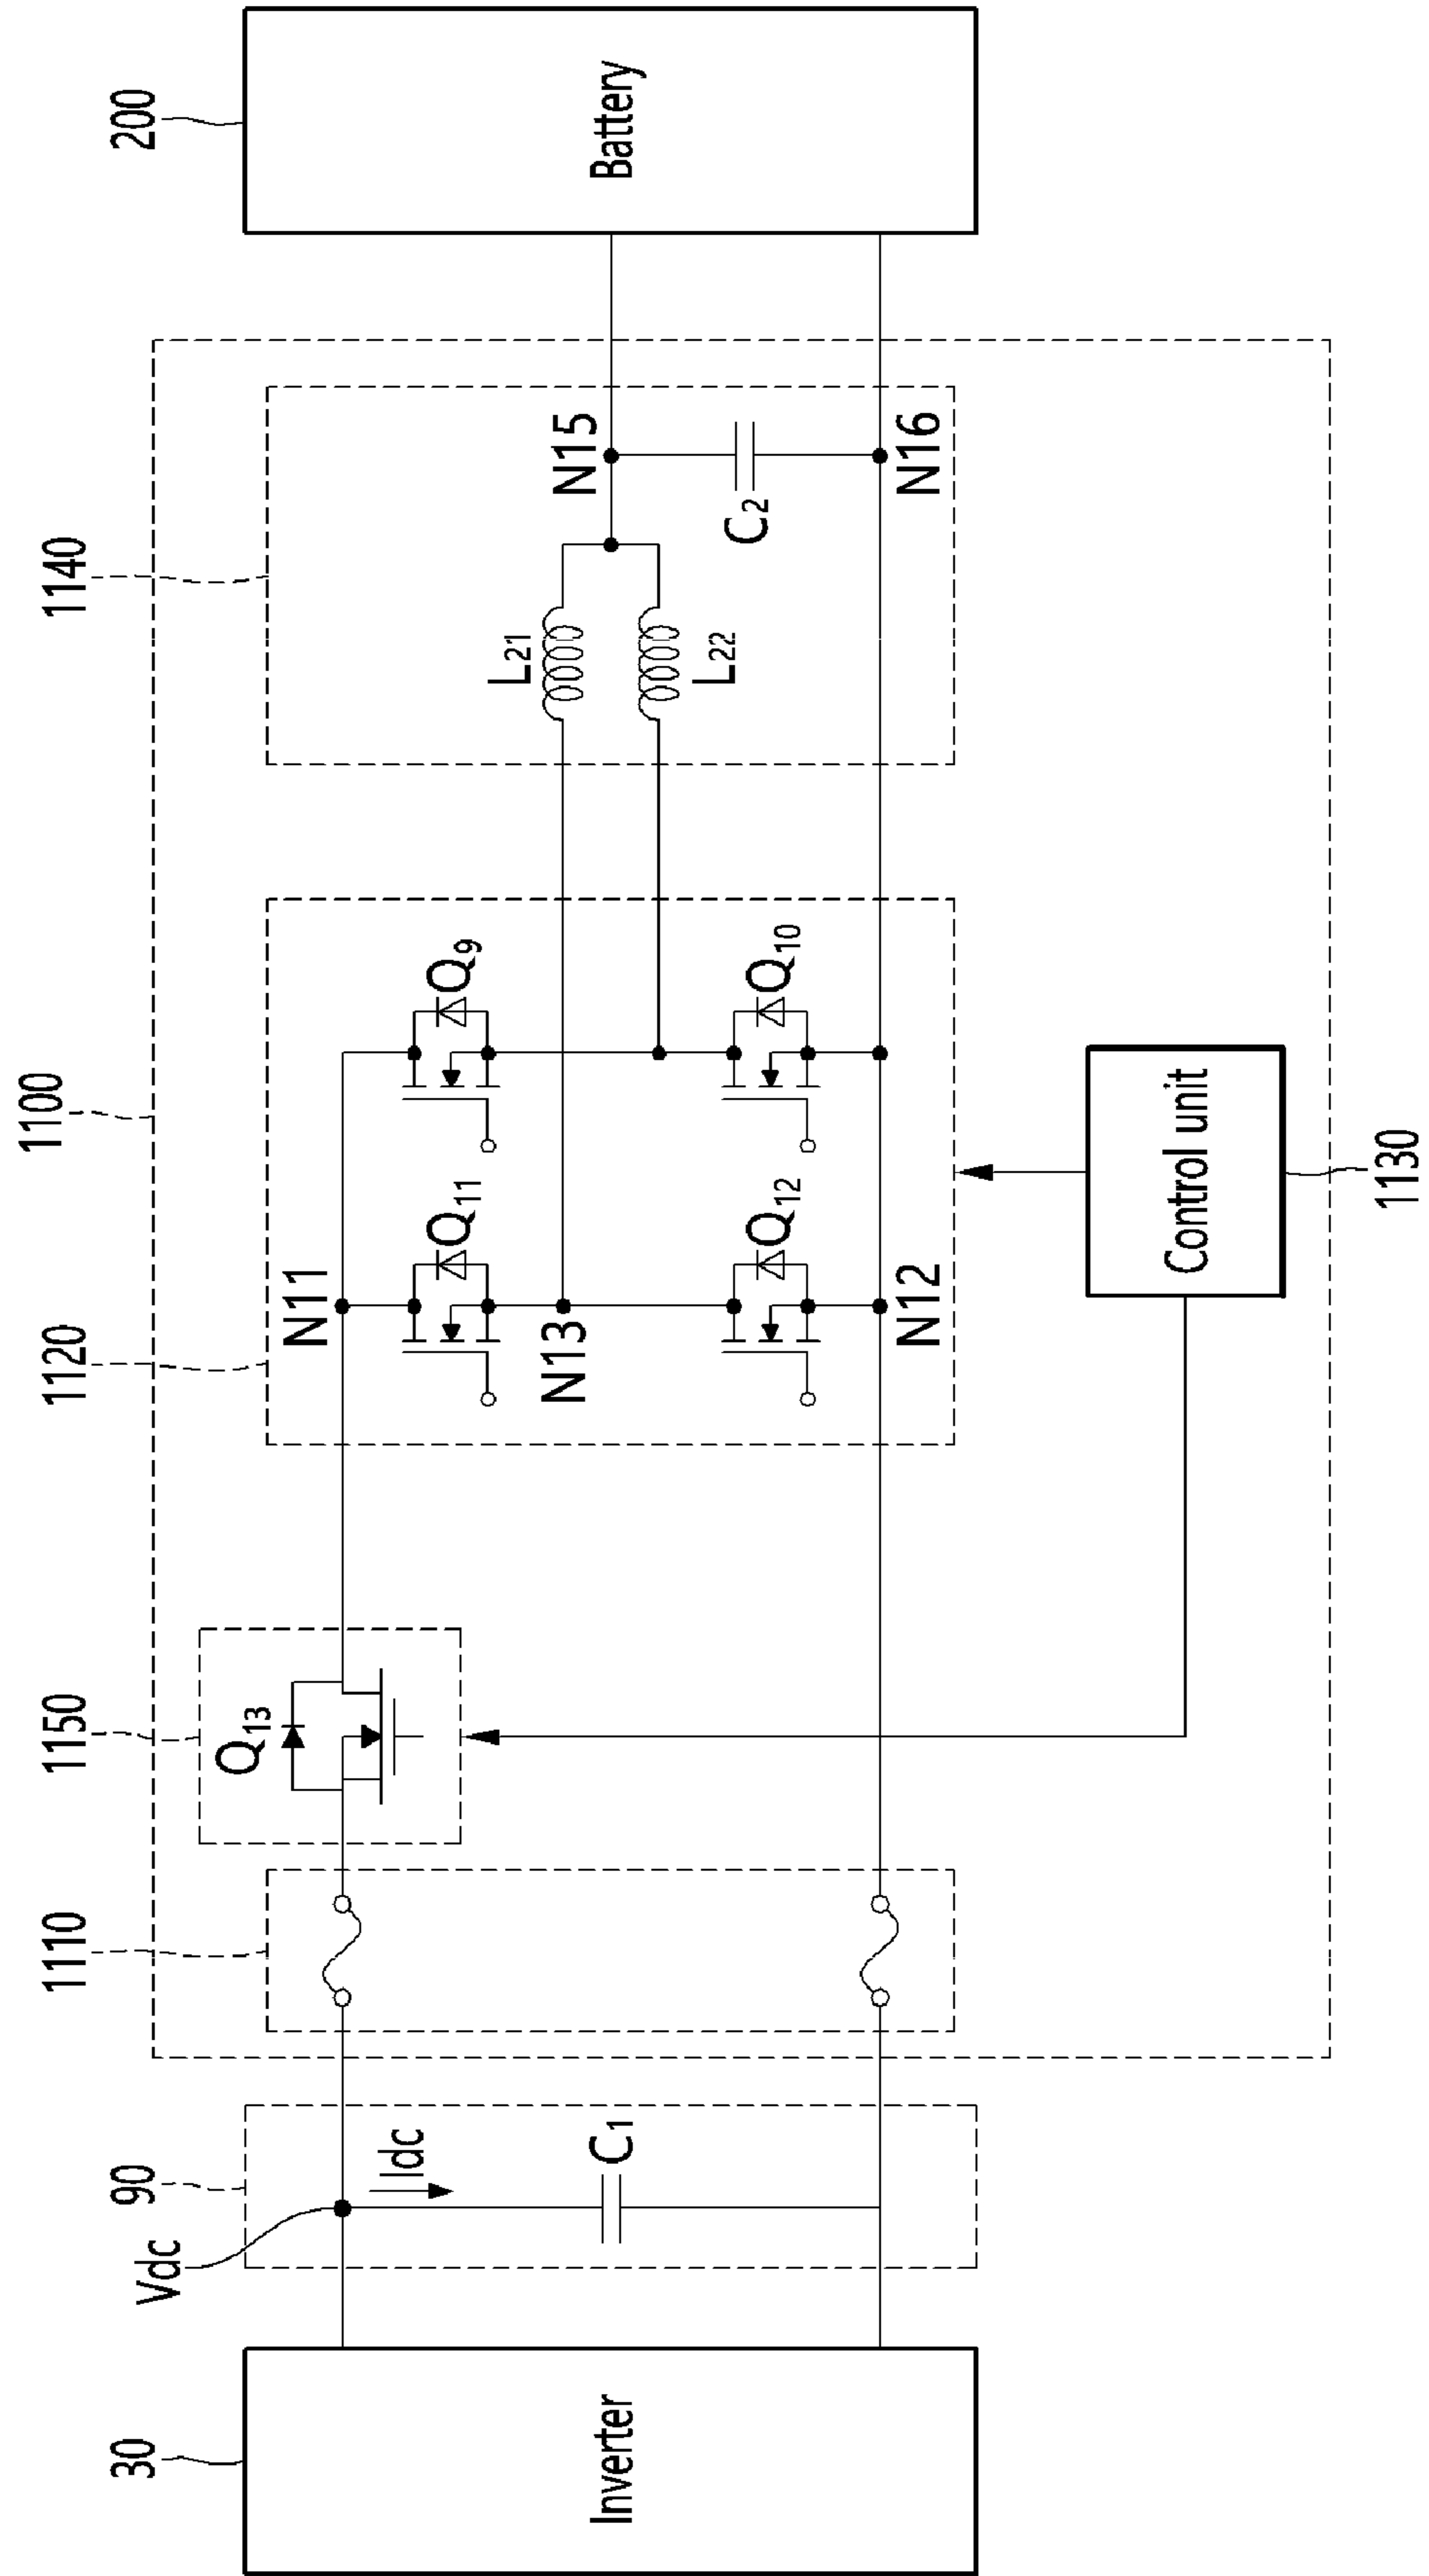 30
Inverter
Vdc
90
Idc
C1
1110
1150
Q13
1120
1100
N11
Q11
Q9
N13
Q12
Q10
N12
Control unit
1130
1140
L21
L22
N15
C2
N16
200
Battery